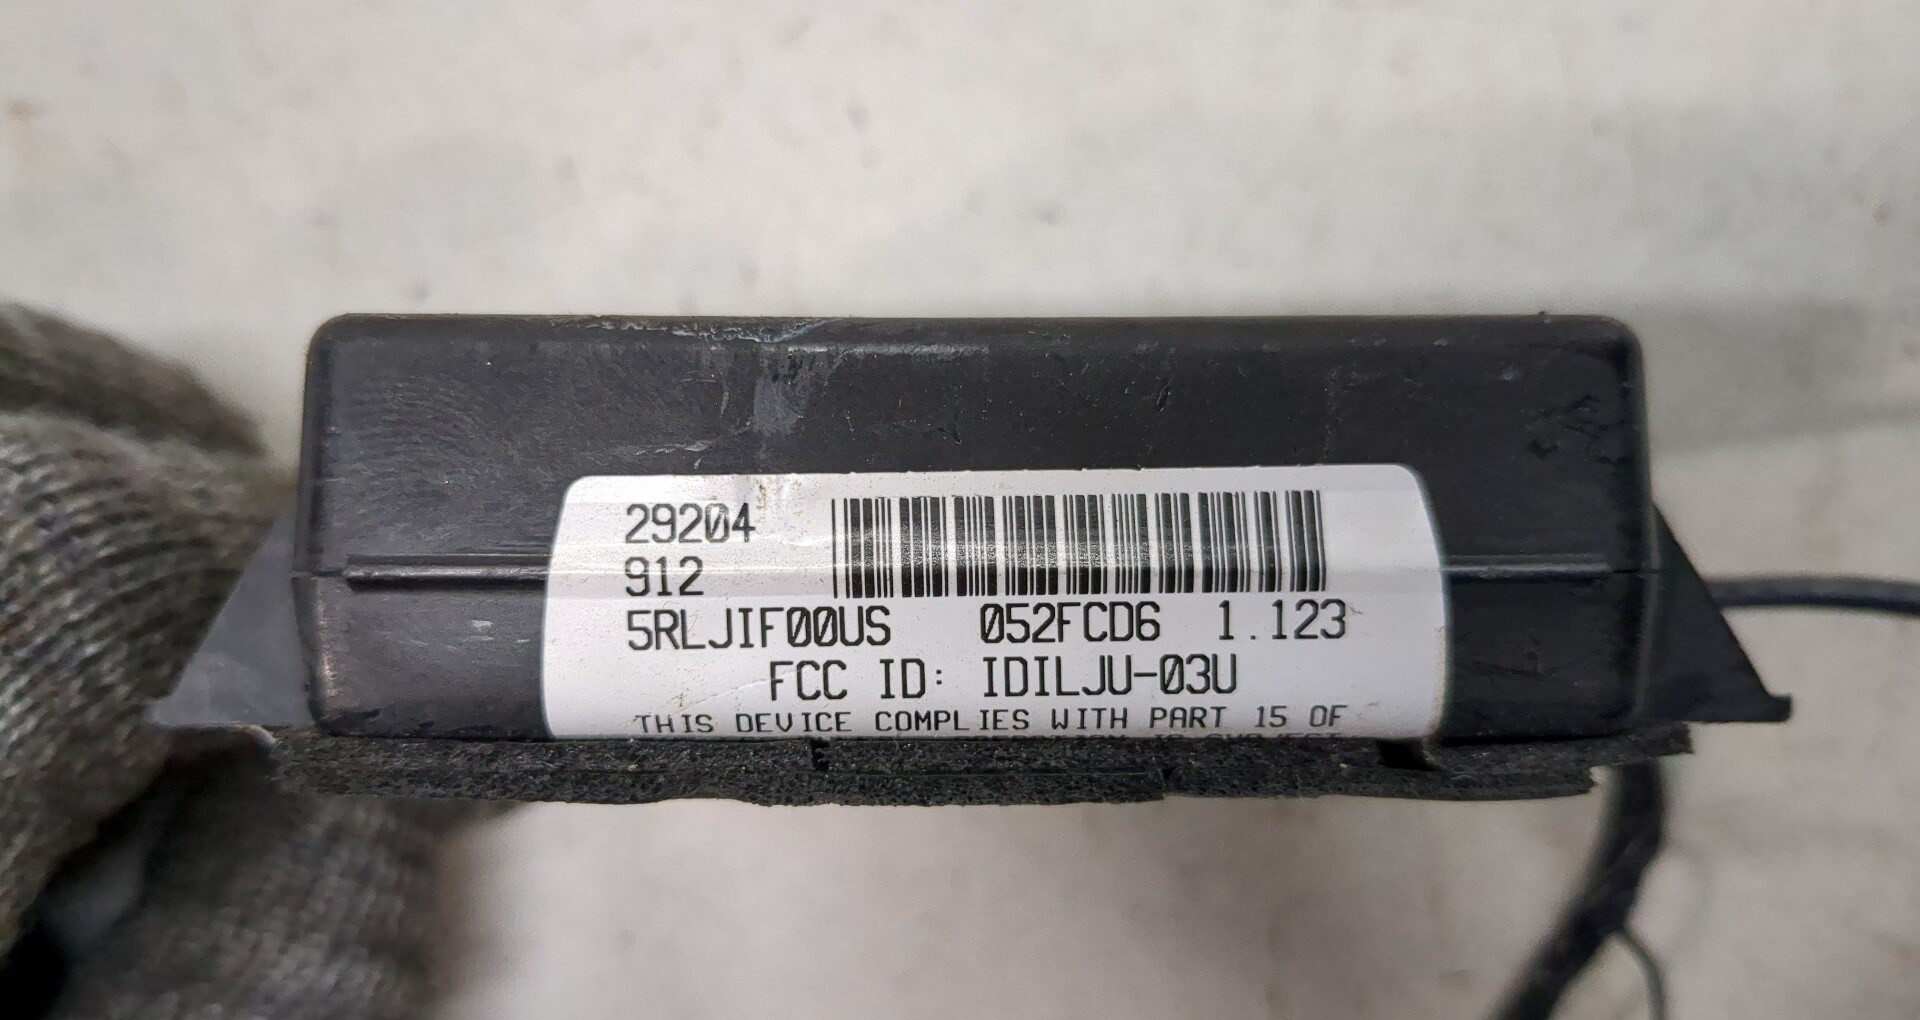 29204
912
5RLJIF00US 052FCD6 1.123
FCC ID: IDILJU-03U
THIS DEVICE COMPLIES WITH PART 15 OF